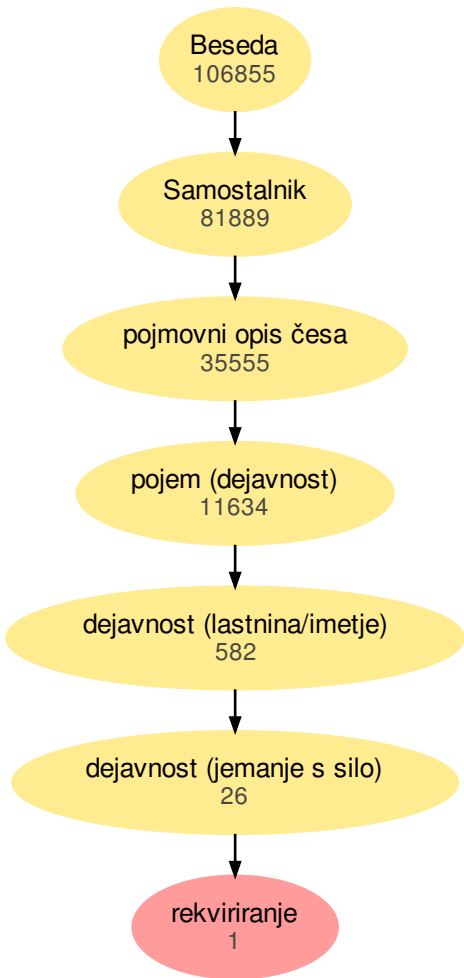 Beseda
106855
Samostalnik
81889
pojmovni opis česa
35555
pojem (dejavnost)
11634
dejavnost (lastnina/imetje)
582
dejavnost (jemanje s silo)
26
rekviriranje
1